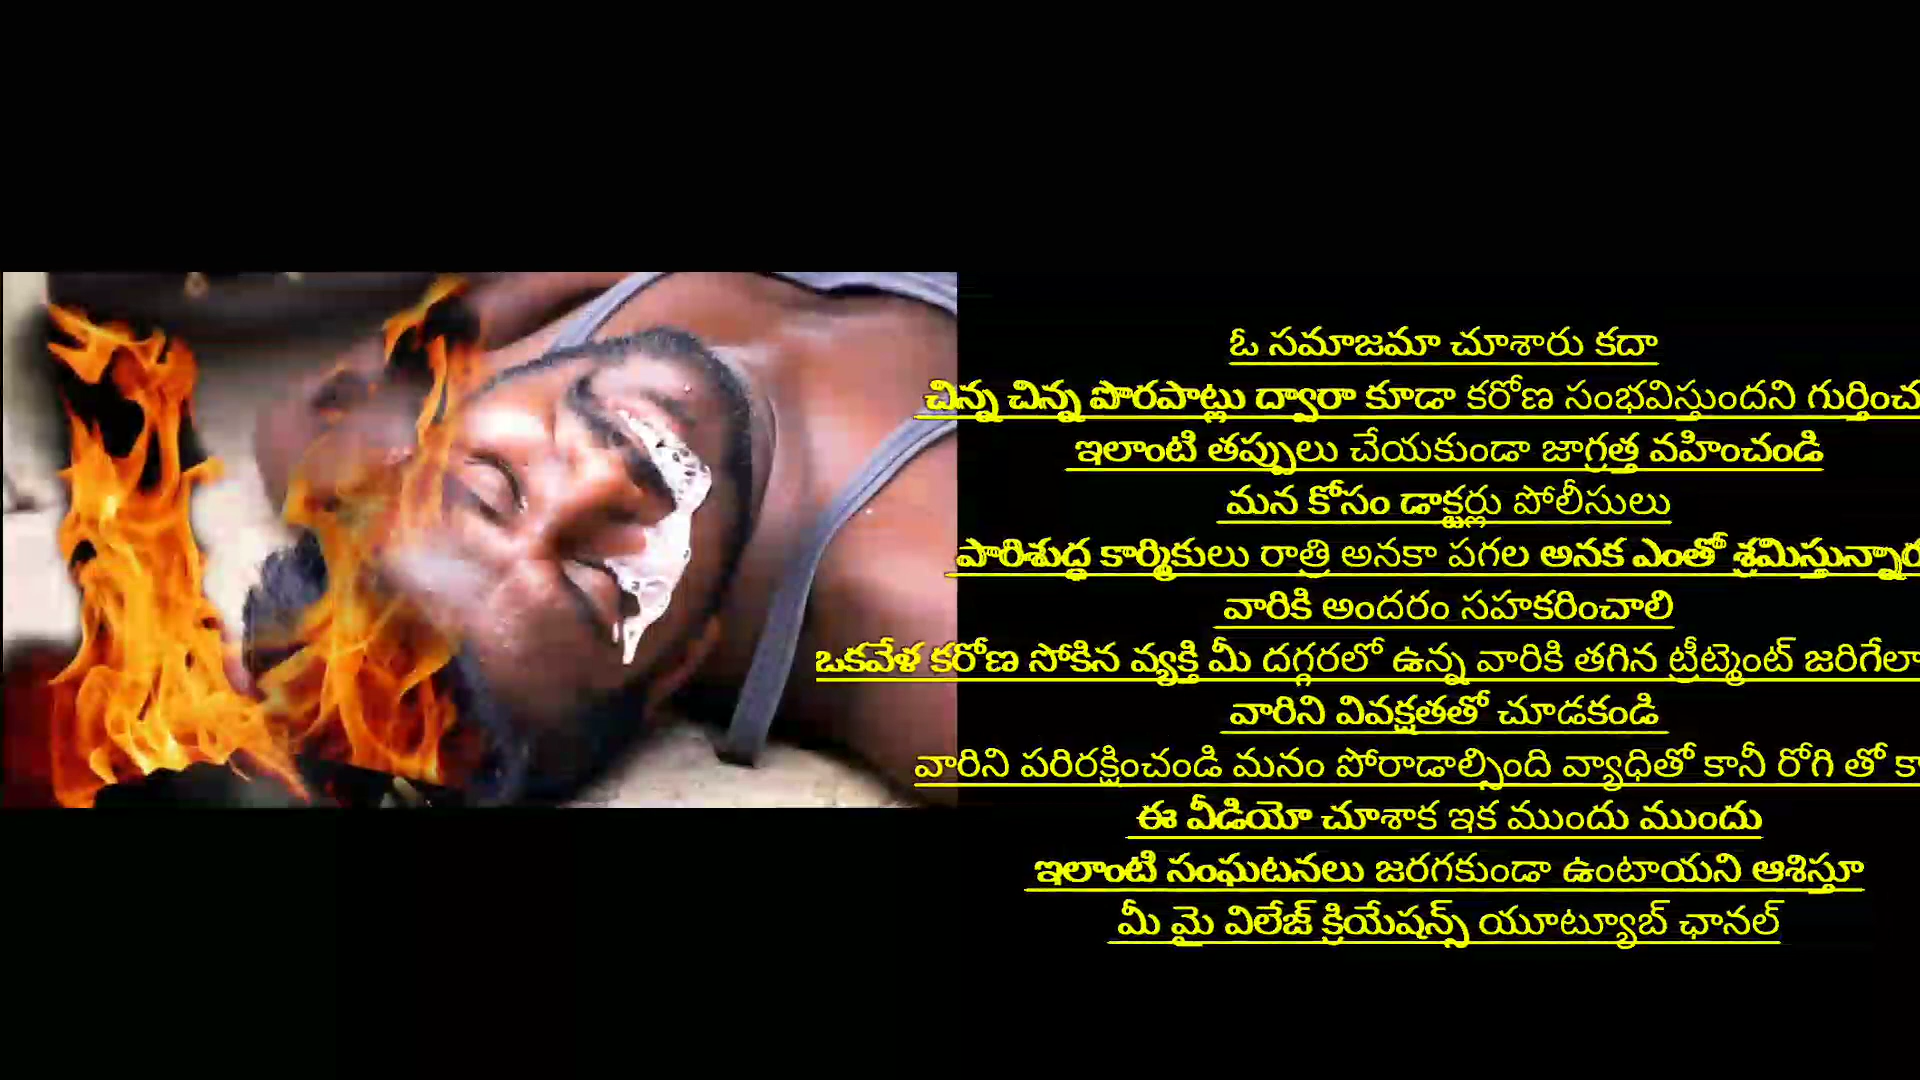 ఓ సమాజమా చూశారు కదా
చిన్న చిన్న పొరపాట్లు ద్వారా కూడా కరోణ సంభవిస్తుందని గుర్తించ
ఇలాంటి తప్పులు చేయకుండా జాగ్రత్త వహించండి
మన కోసం డాక్టర్లు పోలీసులు
పారిశుద్ధ కార్మికులు రాత్రి అనకా పగల అనక ఎంతో శ్రమిస్తున్నార
వారికి అందరం సహకరించాలి
ఒకవేళ కరోణ సోకిన వ్యక్తి మీ దగ్గరలో ఉన్న వారికి తగిన ట్రీట్మెంట్ జరిగేలా
వారిని వివక్షతతో చూడకండి
వారిని పరిరక్షించండి మనం పోరాడాల్సింది వ్యాధితో కానీ రోగి తో కా
ఈ వీడియో చూశాక ఇక ముందు ముందు
ఇలాంటి సంఘటనలు జరగకుండా ఉంటాయని ఆశిస్తూ
మీ మై విలేజ్ క్రియేషన్స్ యూట్యూబ్ ఛానల్